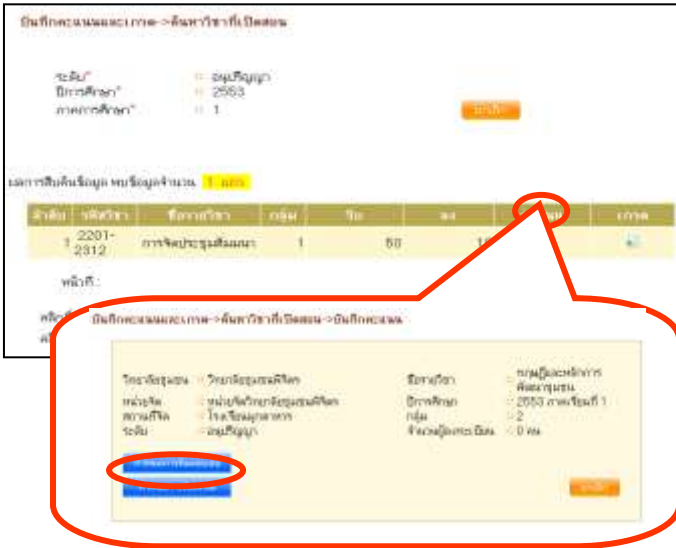 บันทึกคะแนนและเกรด->ค้นหาวิชาที่เปิดสอน
ระดับ* :: อนุปริญญา
ปีการศึกษา* :: 2553
ภาคการศึกษา* :: 1
ผลการสืบค้นข้อมูล พบข้อมูลจำนวน 1 แถว
ลำดับ รหัสวิชา ชื่อรายวิชา กลุ่ม รับ ลง เกรด
1 2201-2312 การจัดประชุมสัมมนา 1 60
หน้าที่ :
บันทึกคะแนนและเกรด->ค้นหาวิชาที่เปิดสอน->บันทึกคะแนน
วิทยาลัยชุมชน :: วิทยาลัยชุมชนพิจิตร ชื่อรายวิชา :: ทฤษฎีและหลักการพัฒนาชุมชน
หน่วยจัด :: หน่วยจัดวิทยาลัยชุมชนพิจิตร ปีการศึกษา :: 2553 ภาคเรียนที่ 1
สถานที่จัด :: โรงเรียนมุกดาหาร กลุ่ม :: 2
ระดับ :: อนุปริญญา จำนวนผู้ลงทะเบียน :: 0 คน